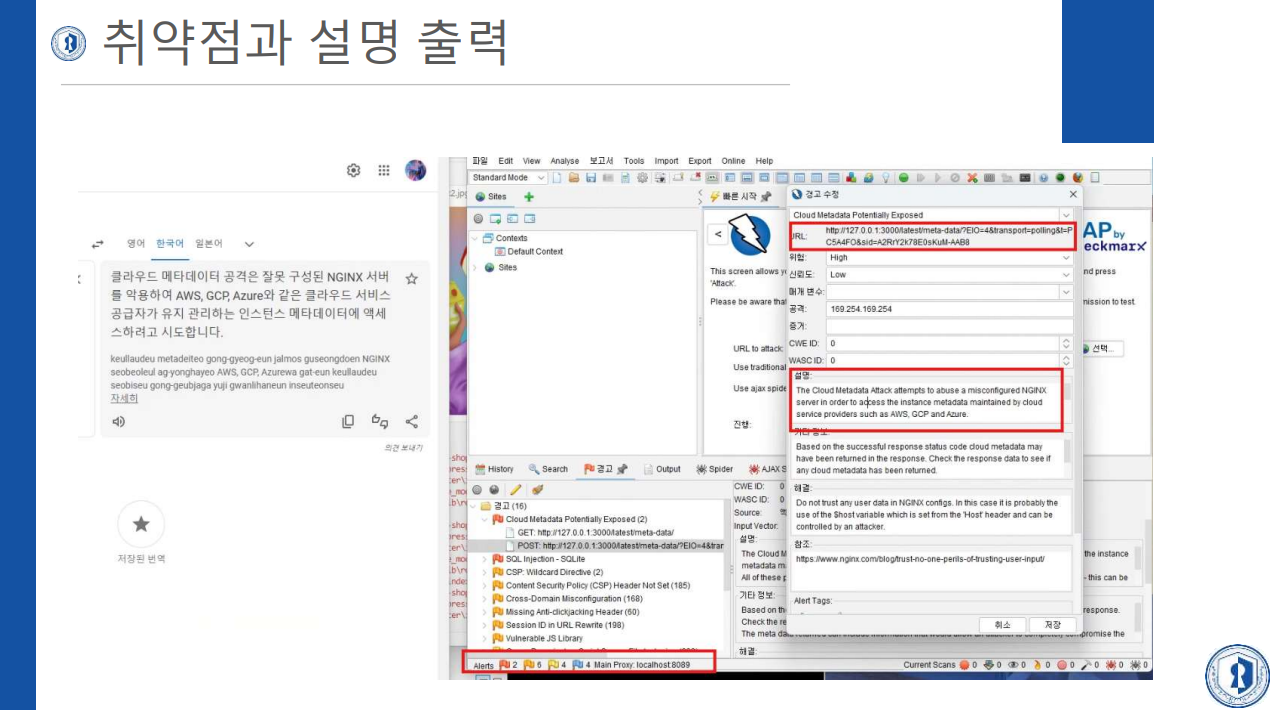 취약점과 설명 출력
영어 한국어 일본어
클라우드 메타데이터 공격은 잘못 구성된 NGINX 서버
를 악용하여 AWS, GCP, Azure와 같은 클라우드 서비스
공급자가 유지 관리하는 인스턴스 메타데이터에 액세
스하려고 시도합니다.
keullaudeu metadeiteo gong-gyeog-eun jalmos guseongdoen NGINX
seobeoleul ag-yonghayeo AWS, GCP, Azurewa gat-eun keullaudeu
seobiseu gong-geubjaga yuji gwanlihaneun inseuteonseu
자세히
의견 보내기
저장된 번역
파일 Edit View Analyse 보고서 Tools Import Export Online Help
Standard Mode
Sites
Contexts
Default Context
Sites
빠른 시작
This screen allows y
'Attack'.
Please be aware that
URL to attack:
Use traditional
Use ajax spide
진행:
AP by
eckmarx
nd press
mission to test.
선택...
경고 수정
Cloud Metadata Potentially Exposed
URL: http://127.0.0.1:3000/latest/meta-data/?EIO=4&transport=polling&t=P
C5A4FO&sid=A2RrY2k78E0sKuM-AAB8
위험: High
신뢰도: Low
매개 변수:
공격: 169.254.169.254
증거:
CWE ID: 0
WASC ID: 0
설명:
The Cloud Metadata Attack attempts to abuse a misconfigured NGINX
server in order to access the instance metadata maintained by cloud
service providers such as AWS, GCP and Azure.
기타 정보:
Based on the successful response status code cloud metadata may
have been returned in the response. Check the response data to see if
any cloud metadata has been returned.
해결:
Do not trust any user data in NGINX configs. In this case it is probably the
use of the $host variable which is set from the 'Host' header and can be
controlled by an attacker.
참조:
https://www.nginx.com/blog/trust-no-one-perils-of-trusting-user-input/
Alert Tags:
취소 저장
History Search 경고 Output Spider AJAX S
경고 (16)
Cloud Metadata Potentially Exposed (2)
GET: http://127.0.0.1:3000/latest/meta-data/
POST: http://127.0.0.1:3000/latest/meta-data/?EIO=4&tran
SQL Injection - SQLite
CSP: Wildcard Directive (2)
Content Security Policy (CSP) Header Not Set (185)
Cross-Domain Misconfiguration (168)
Missing Anti-clickjacking Header (60)
Session ID in URL Rewrite (198)
Vulnerable JS Library
CWE ID: 0
WASC ID: 0
Source:
Input Vector:
설명:
The Cloud M
metadata m
All of these p
기타 정보:
Based on th
Check the re
The meta data returned can include information that would allow an attacker to completely compromise the
해결:
the instance
- this can be
response.
Alerts 2 6 4 4 Main Proxy: localhost:8089
Current Scans 0 0 0 0 0 0 0 0